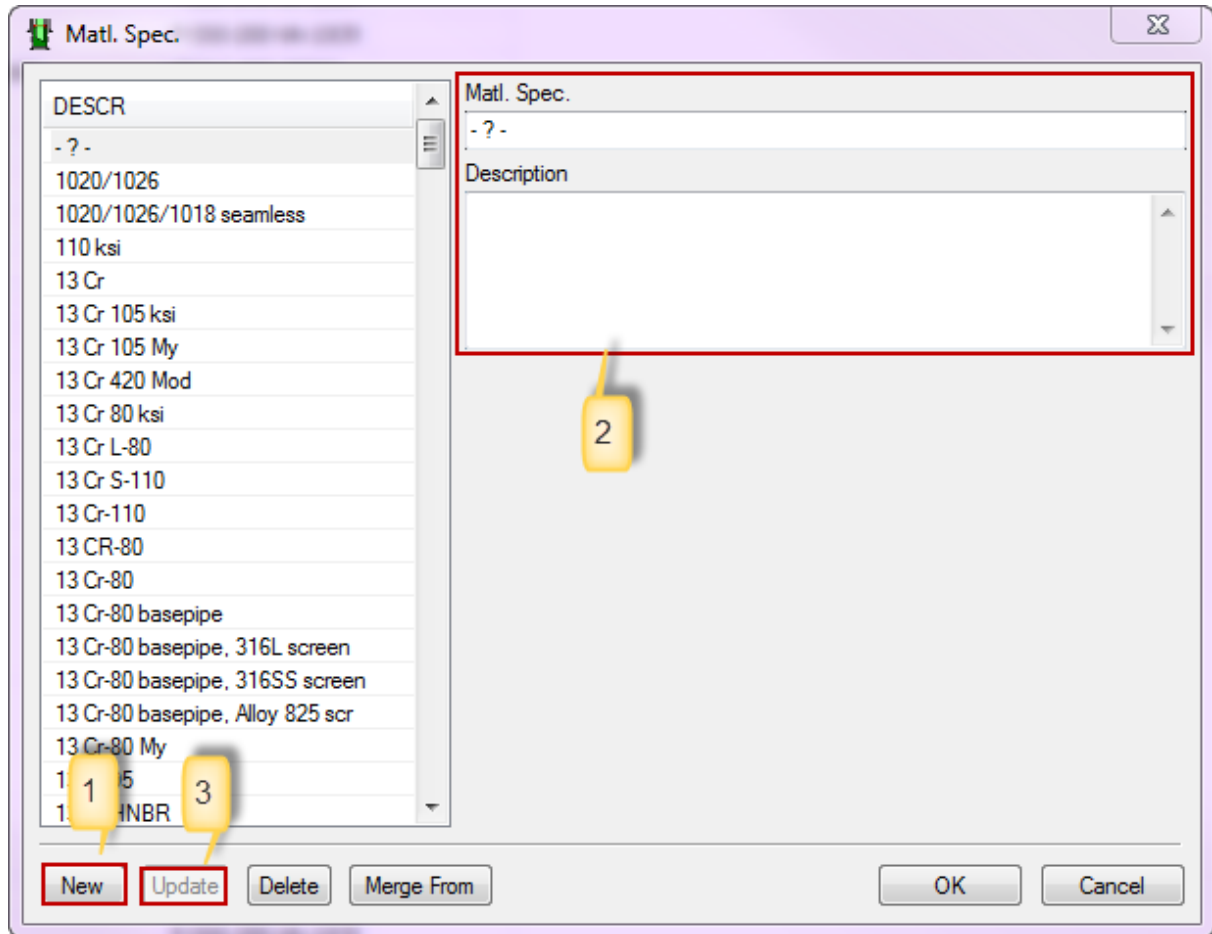 Matl. Spec.
DESCR
- ? -
1020/1026
1020/1026/1018 seamless
110 ksi
13 Cr
13 Cr 105 ksi
13 Cr 105 My
13 Cr 420 Mod
13 Cr 80 ksi
13 Cr L-80
13 Cr S-110
13 Cr-110
13 CR-80
13 Cr-80
13 Cr-80 basepipe
13 Cr-80 basepipe, 316L screen
13 Cr-80 basepipe, 316SS screen
13 Cr-80 basepipe, Alloy 825 scr
13 Cr-80 My
Matl. Spec.
- ? -
Description
2
1
3
New Update Delete Merge From OK Cancel